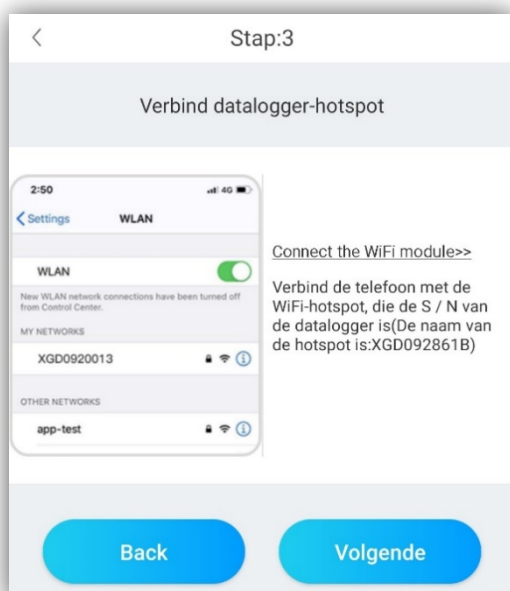 Stap:3
Verbind datalogger-hotspot
2:50
4G
Settings
WLAN
WLAN
New WLAN network connections have been turned off
from Control Center.
MY NETWORKS
XGD0920013
OTHER NETWORKS
app-test
Connect the WiFi module>>
Verbind de telefoon met de
WiFi-hotspot, die de S / N van
de datalogger is(De naam van
de hotspot is:XGD092861B)
Back
Volgende